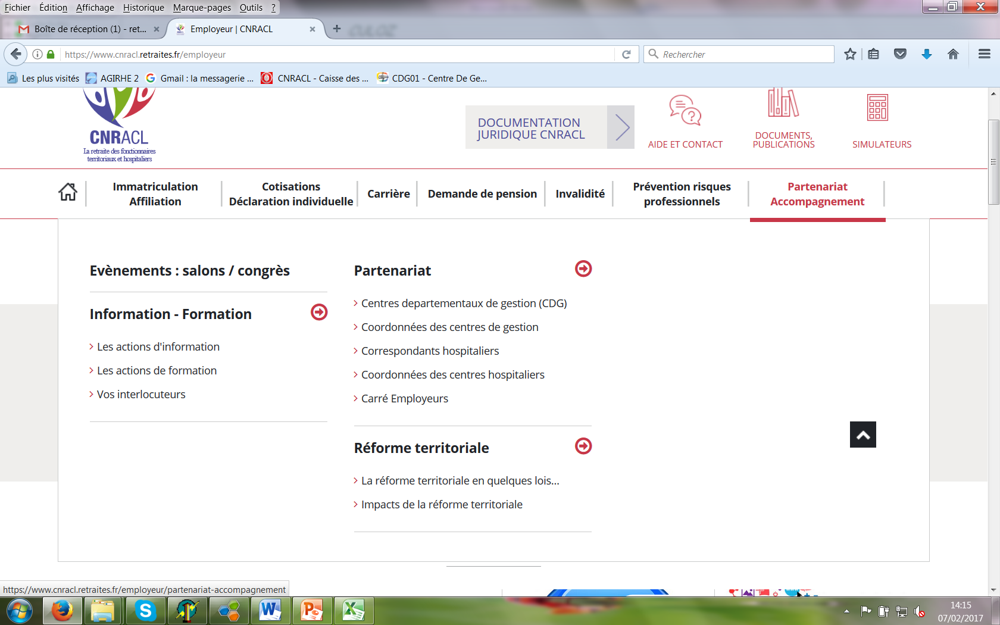 Fichier Édition Affichage Historique Marque-pages Outils ?
Boîte de réception (1) - ret... × Employeur | CNRACL × +
https://www.cnracl.retraites.fr/employeur
Rechercher
Les plus visités AGIRHE 2 Gmail : la messagerie ... CNRACL - Caisse des ... CDG01 - Centre De Ge...
CNRACL
La retraite des fonctionnaires
territoriaux et hospitaliers
DOCUMENTATION
JURIDIQUE CNRACL
AIDE ET CONTACT
DOCUMENTS,
PUBLICATIONS
SIMULATEURS
Immatriculation
Affiliation
Cotisations
Déclaration individuelle
Carrière
Demande de pension
Invalidité
Prévention risques
professionnels
Partenariat
Accompagnement
Evènements : salons / congrès
Information - Formation
Les actions d'information
Les actions de formation
Vos interlocuteurs
Partenariat
Centres departementaux de gestion (CDG)
Coordonnées des centres de gestion
Correspondants hospitaliers
Coordonnées des centres hospitaliers
Carré Employeurs
Réforme territoriale
La réforme territoriale en quelques lois...
Impacts de la réforme territoriale
https://www.cnracl.retraites.fr/employeur/partenariat-accompagnement
14:15
07/02/2017